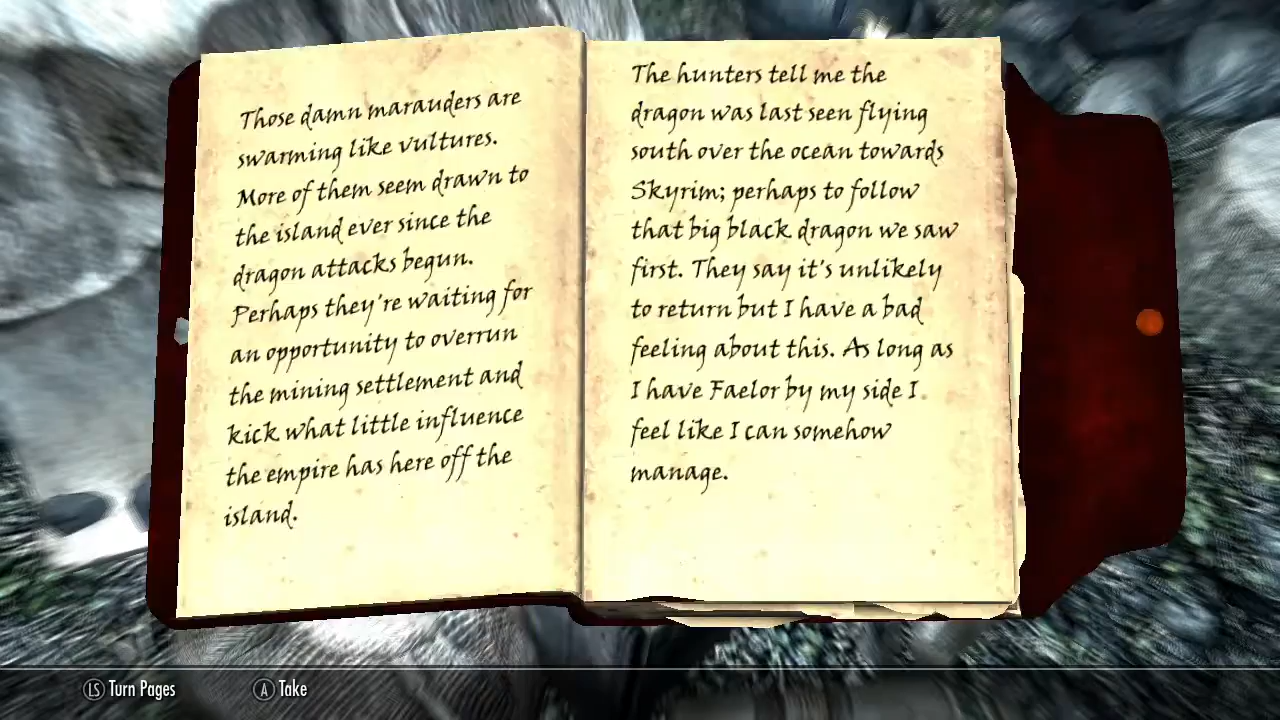 Those damn marauders are
swarming like vultures.
More of them seem drawn to
the island ever since the
dragon attacks begun.
Perhaps they're waiting for
an opportunity to overrun
the mining settlement and
kick what little influence
the empire has here off the
island.
The hunters tell me the
dragon was last seen flying
south over the ocean towards
Skyrim; perhaps to follow
that big black dragon we saw
first. They say it's unlikely
to return but I have a bad
feeling about this. As long as
I have Faelor by my side I
feel like I can somehow
manage.
LS Turn Pages
A Take